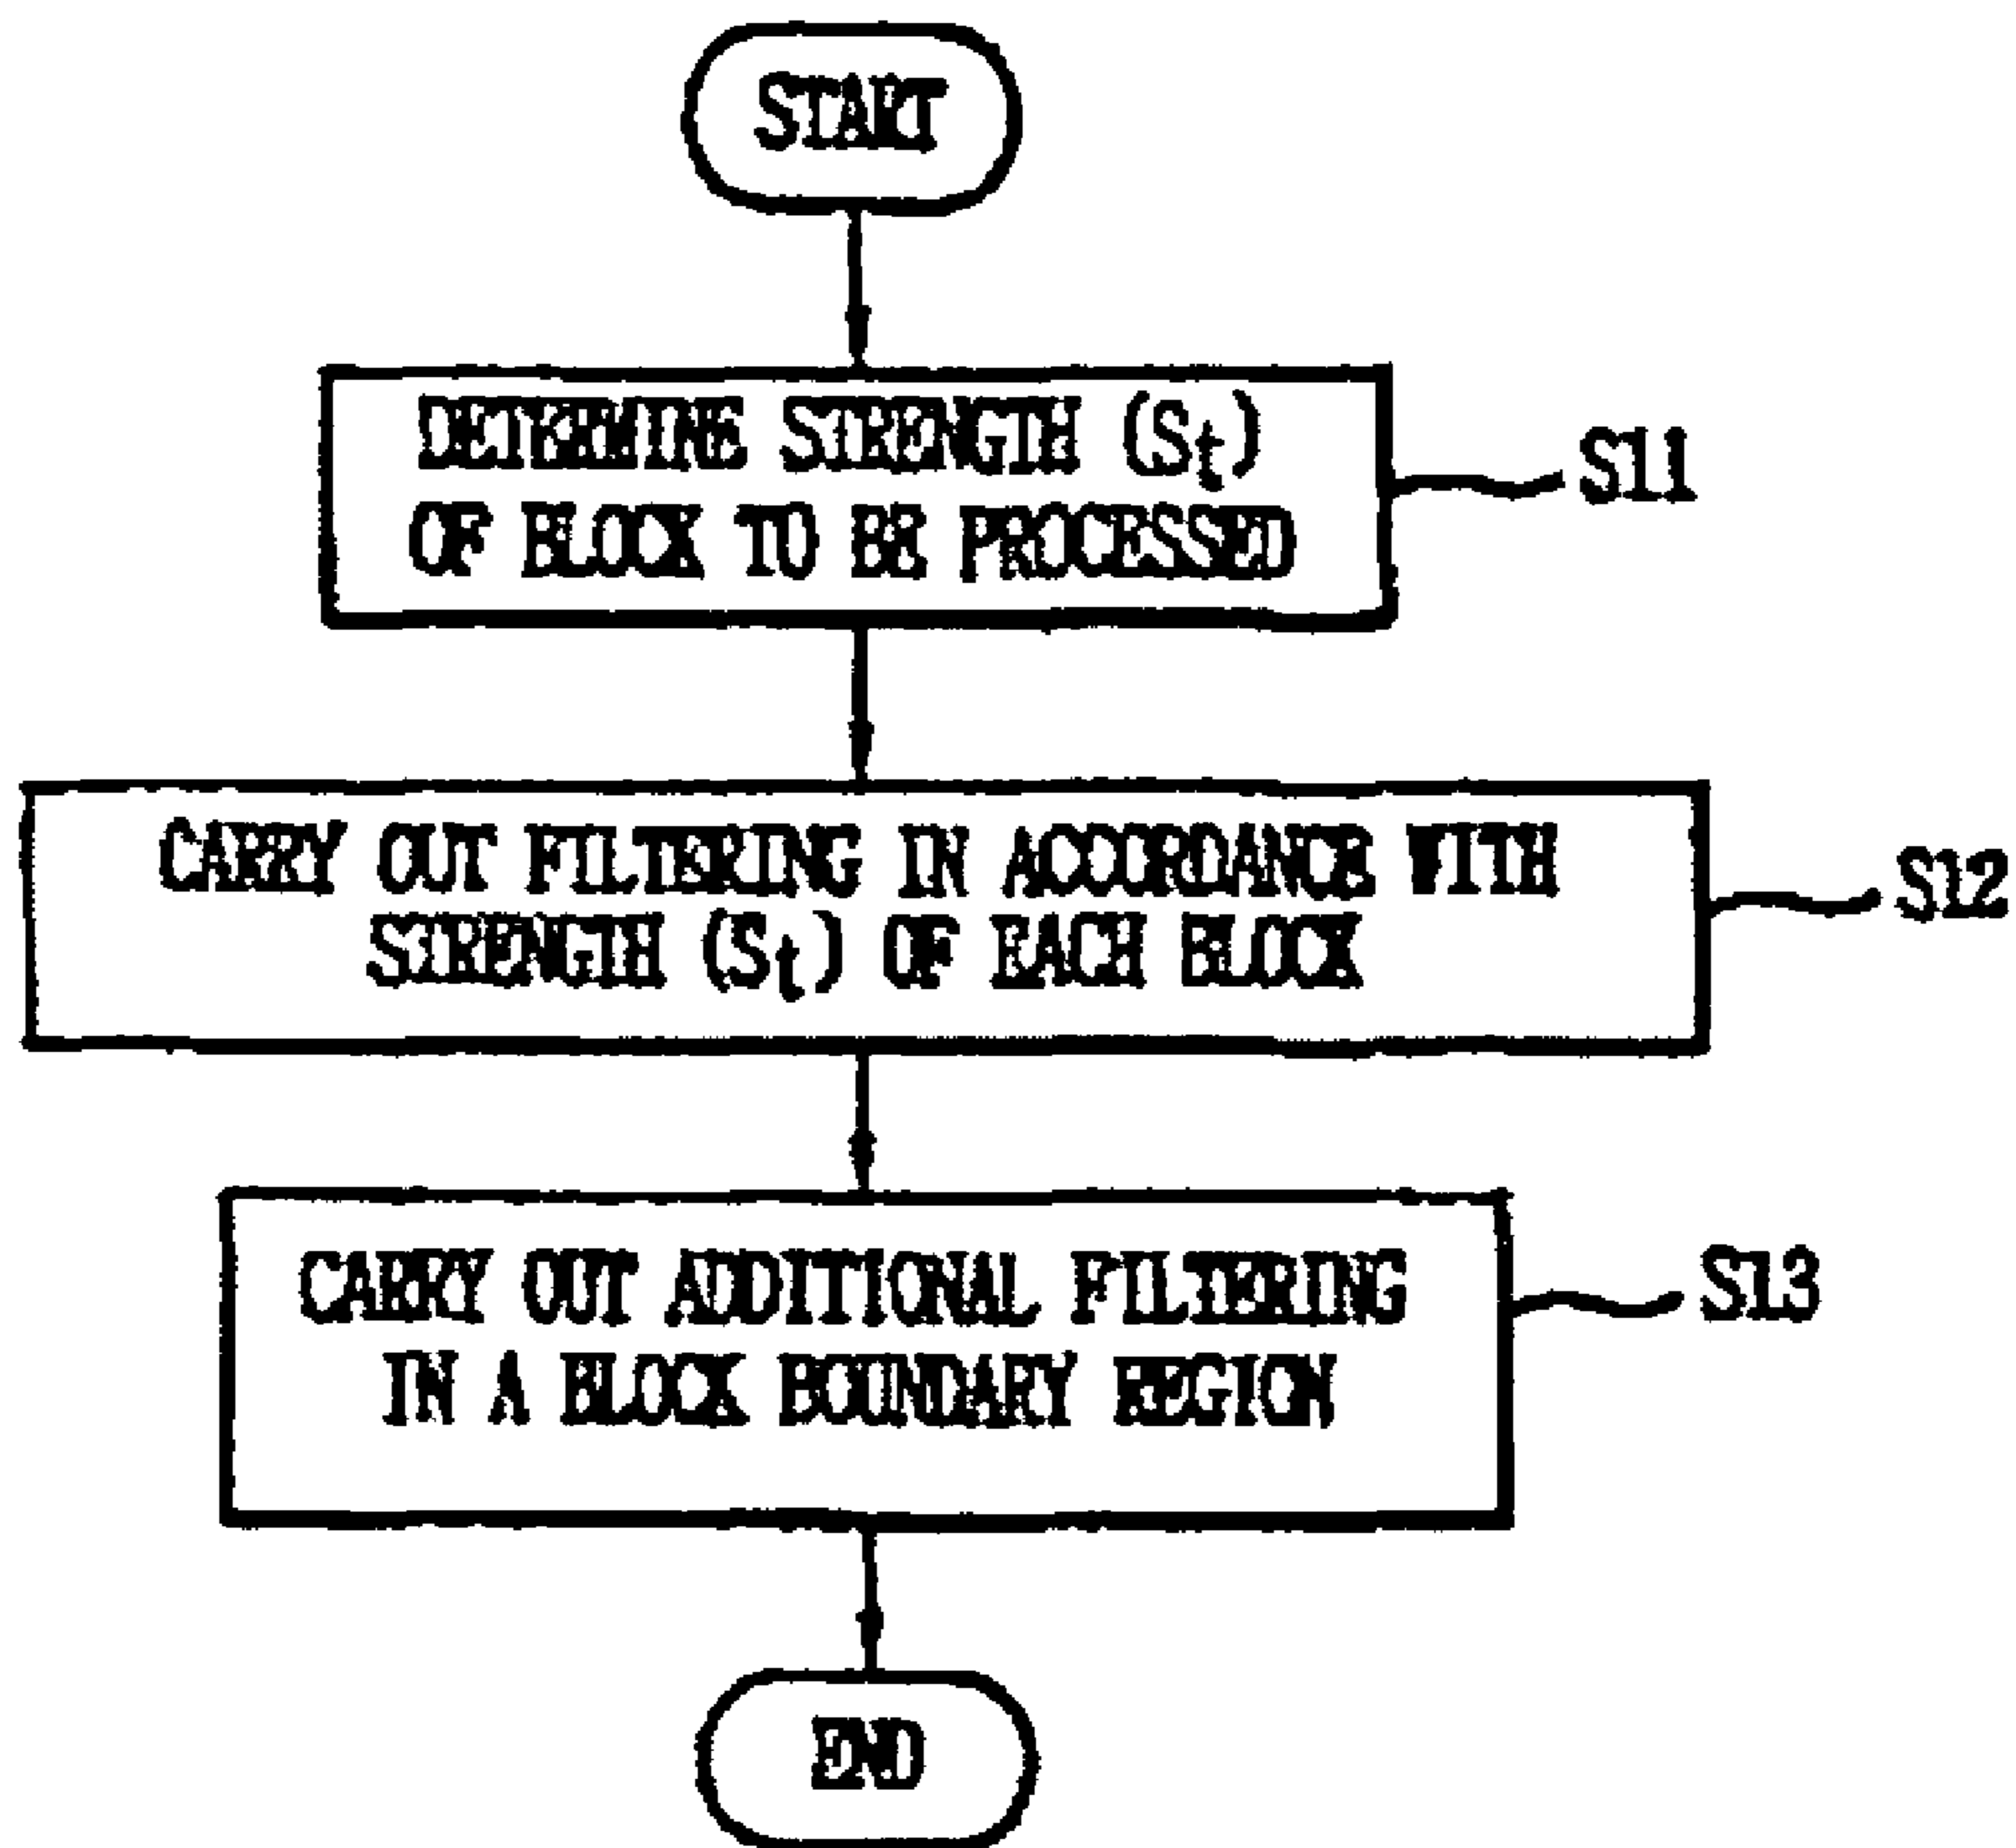 START
DETERMINE STRENGTH (St)
OF BLOCK TO BE PROCESSED
S11
CARRY OUT FILTERING IN ACCORDANCE WITH
STRENGTH (St) OF EACH BLOCK
S12
CARRY OUT ADDITIONAL FILTERING
IN A BLOCK BOUNDARY REGION
S13
END